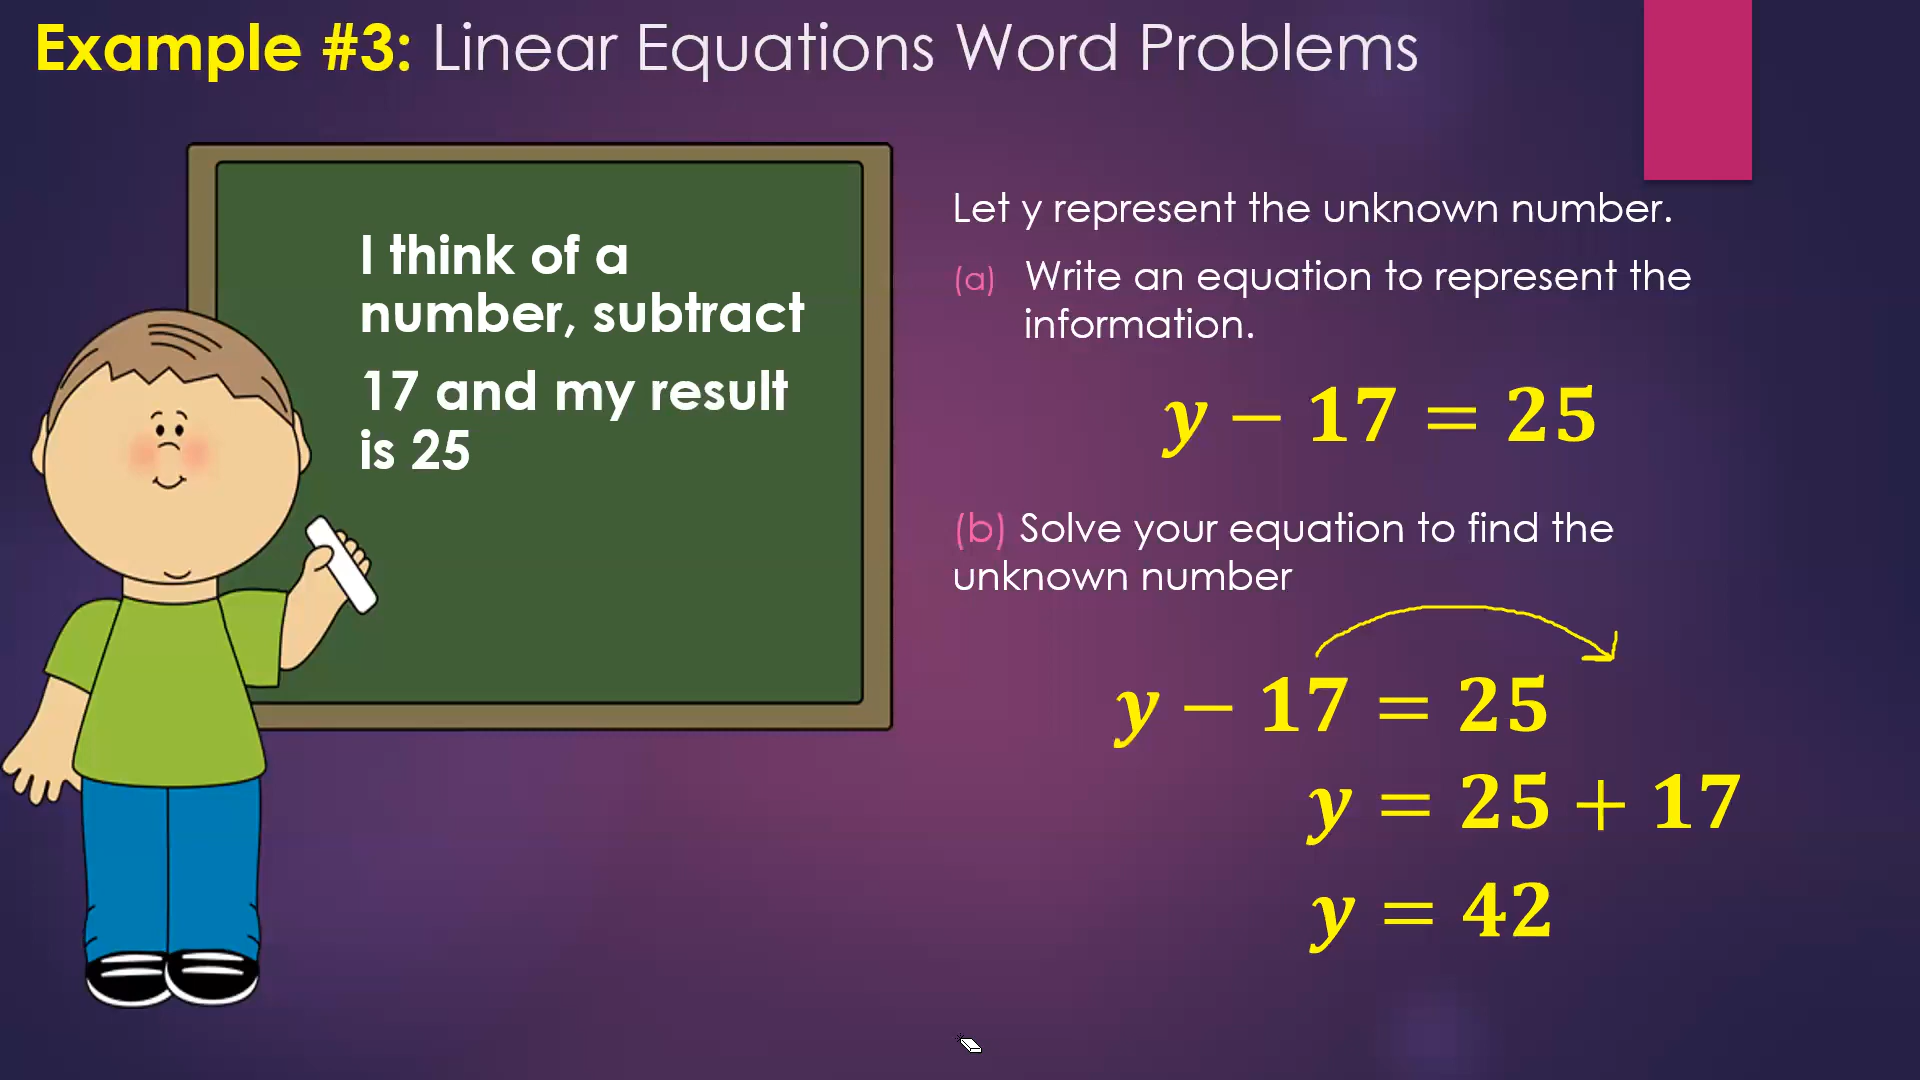 Example #3: Linear Equations Word Problems
I think of a
number, subtract
17 and my result
is 25
Let y represent the unknown number.
(a) Write an equation to represent the
information.
y − 17 = 25
(b) Solve your equation to find the
unknown number
y − 17 = 25
y = 25 + 17
y = 42